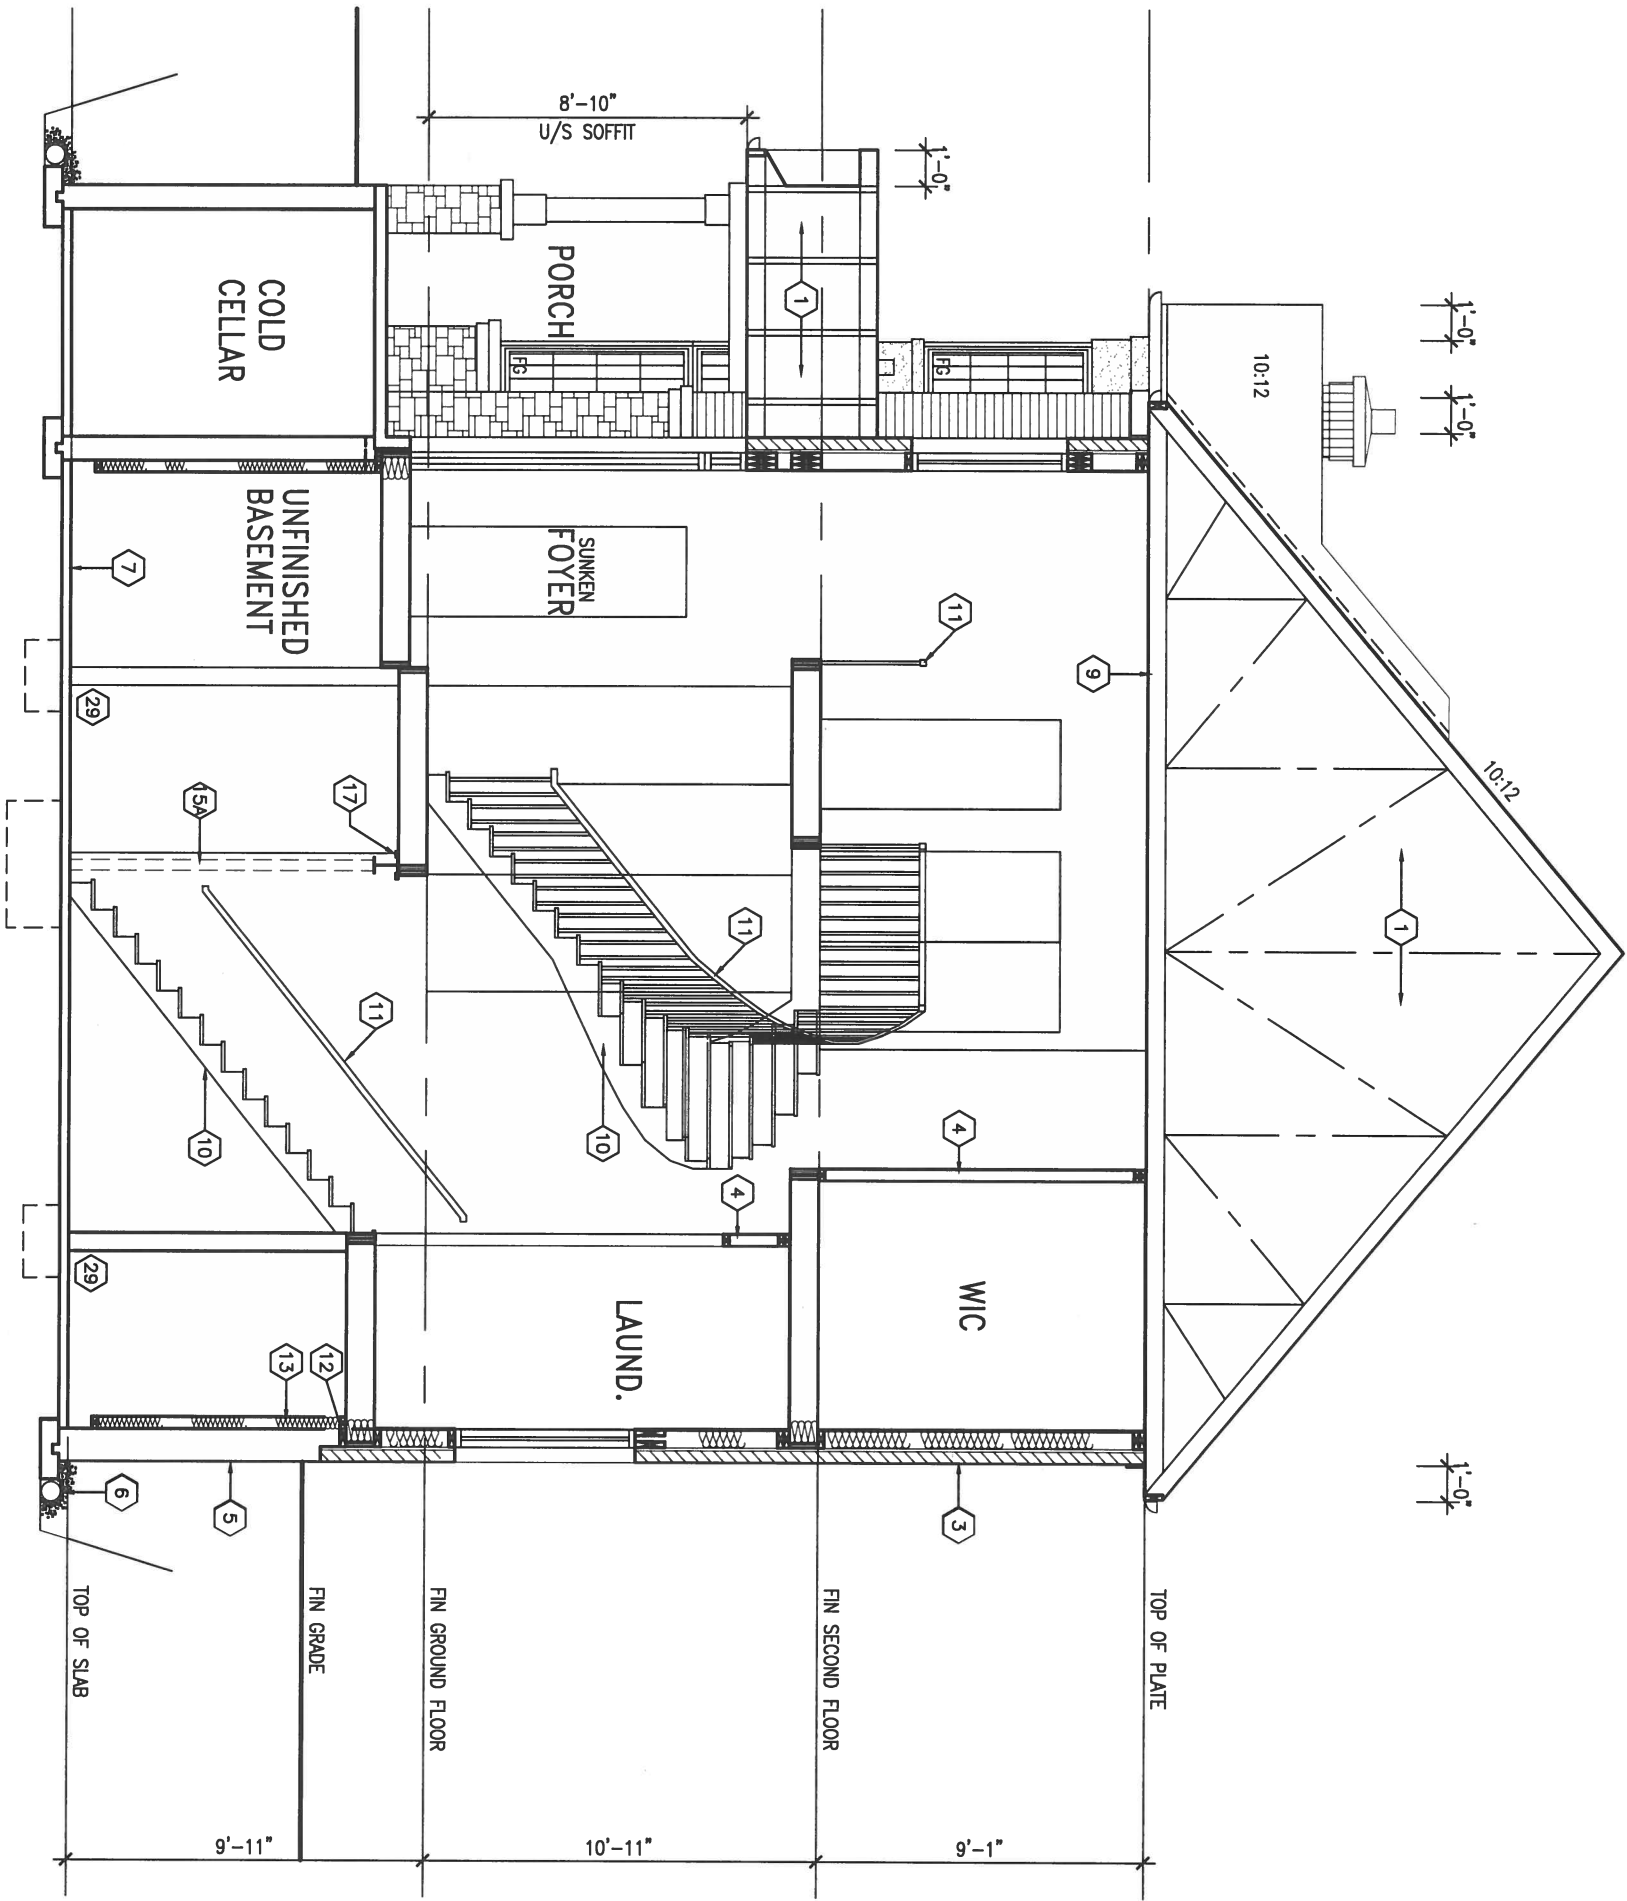 1'-0"
1'-0"
1'-0"
10:12
1
10:12
TOP OF PLATE
9
9'-1"
WIC
4
3
11
FG
1'-0"
FIN SECOND FLOOR
1
11
4
LAUND.
10'-11"
10
8'-10"
U/S SOFFIT
SUNKEN
FOYER
PORCH
FG
FIN GROUND FLOOR
11
17
12
FIN GRADE
13
UNFINISHED
BASEMENT
COLD
CELLAR
9'-11"
5
10
15A
7
6
29
29
TOP OF SLAB